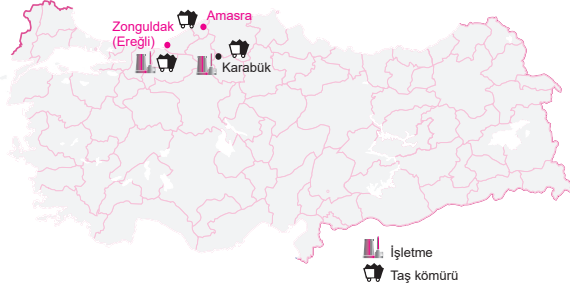 Amasra
Zonguldak
(Ereğli)
Karabük
İşletme
Taş kömürü